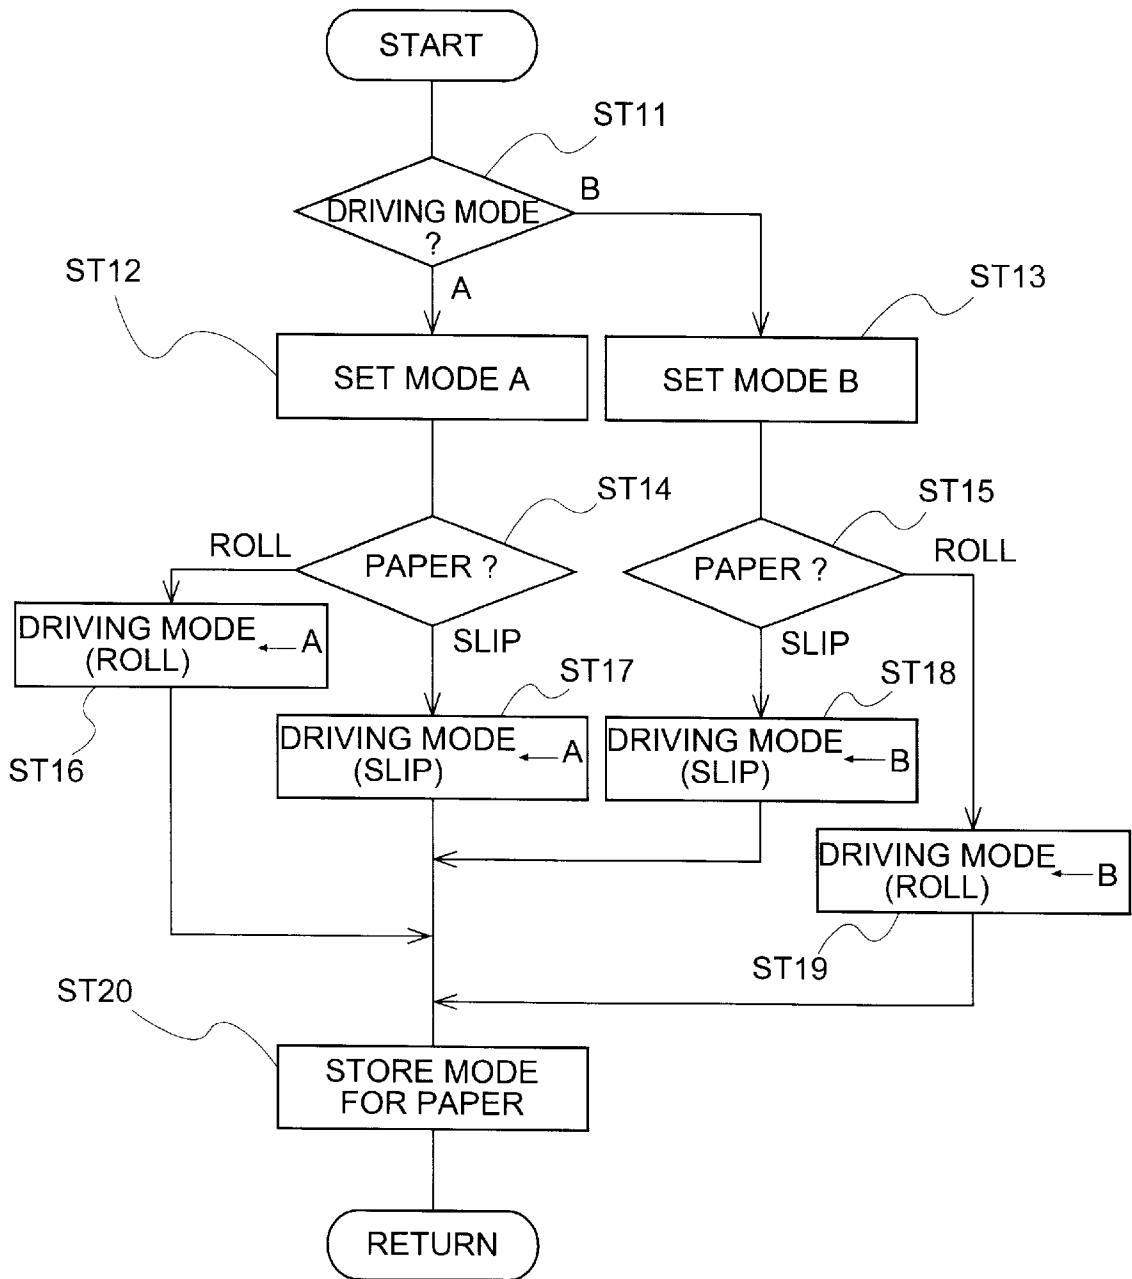 START
ST11
DRIVING MODE
?
B
A
ST12
ST13
SET MODE A
SET MODE B
ST14
ST15
ROLL
PAPER ?
PAPER ?
ROLL
SLIP
SLIP
DRIVING MODE
(ROLL)
A
ST16
ST17
ST18
DRIVING MODE
(SLIP)
A
DRIVING MODE
(SLIP)
B
DRIVING MODE
(ROLL)
B
ST19
ST20
STORE MODE
FOR PAPER
RETURN